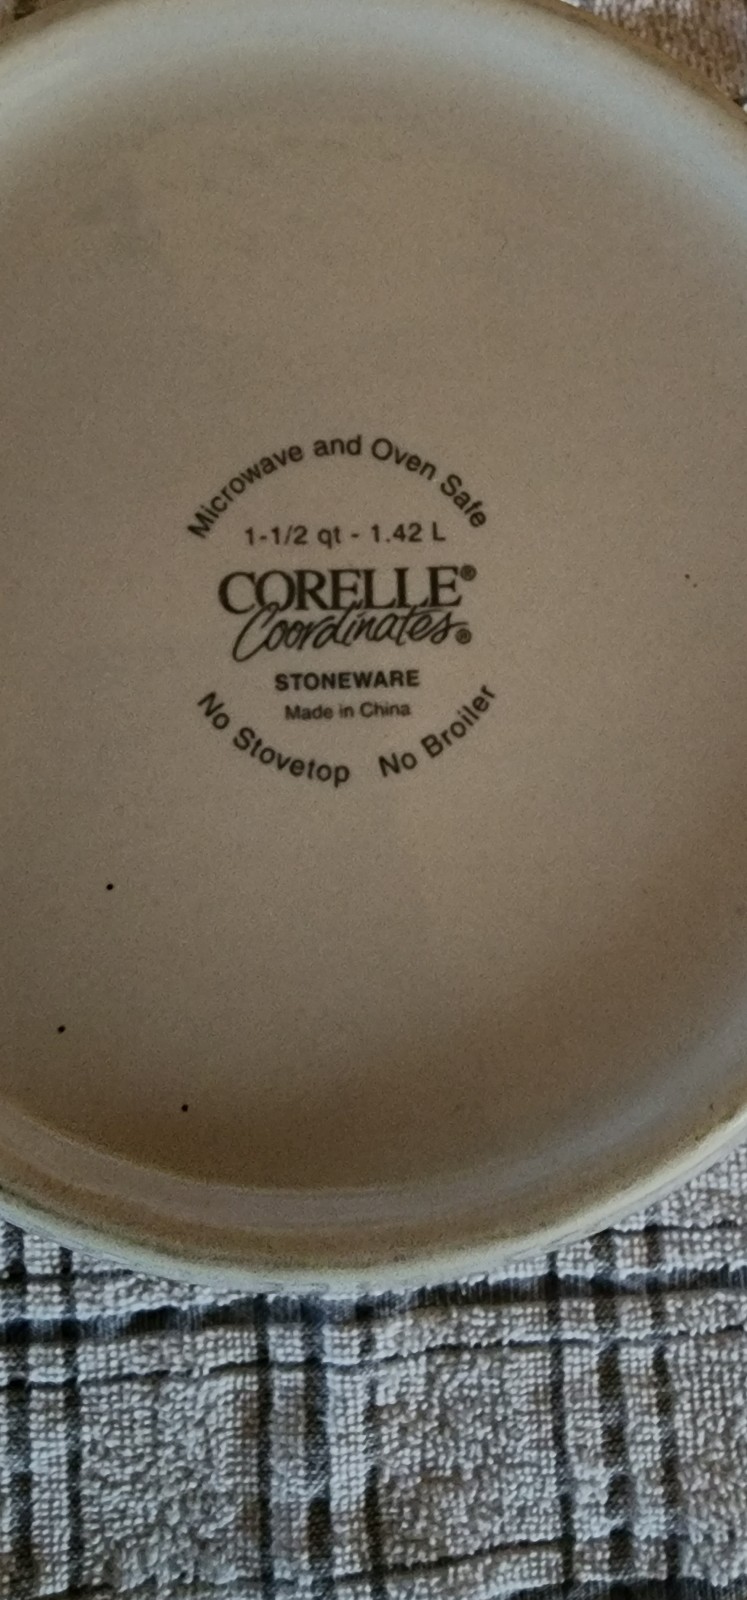 Microwave and Oven Safe
1-1/2 qt - 1.42 L
CORELLE®
Coordinates®
STONEWARE
Made in China
No Stovetop No Broiler